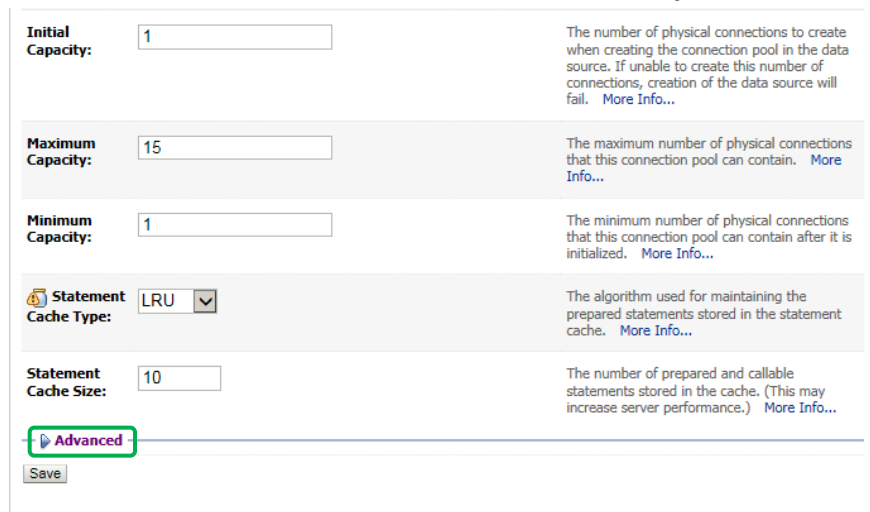 Initial
Capacity:
1
The number of physical connections to create
when creating the connection pool in the data
source. If unable to create this number of
connections, creation of the data source will
fail. More Info...
Maximum
Capacity:
15
The maximum number of physical connections
that this connection pool can contain. More
Info...
Minimum
Capacity:
1
The minimum number of physical connections
that this connection pool can contain after it is
initialized. More Info...
Statement
Cache Type:
LRU
The algorithm used for maintaining the
prepared statements stored in the statement
cache. More Info...
Statement
Cache Size:
10
The number of prepared and callable
statements stored in the cache. (This may
increase server performance.) More Info...
Advanced
Save